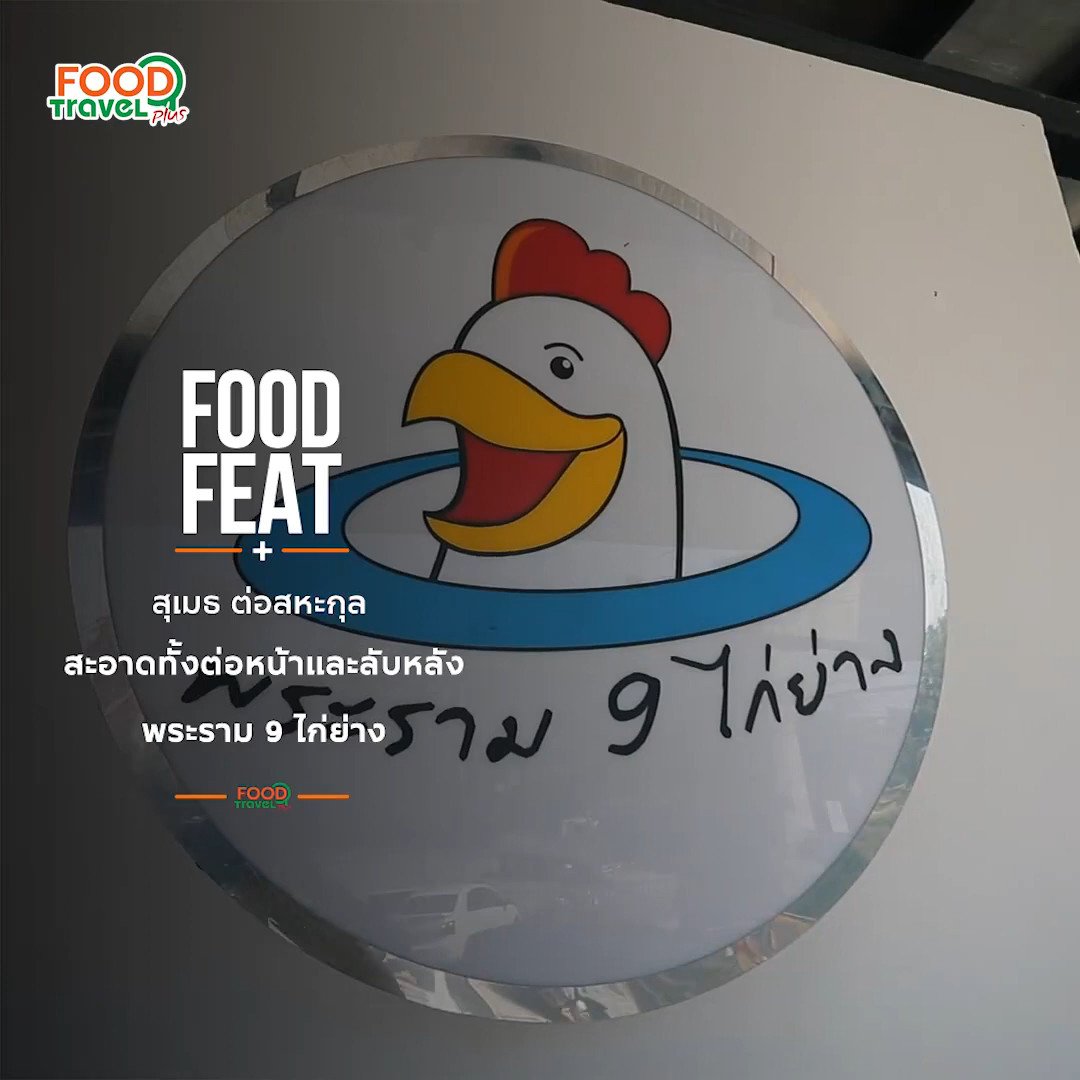 FOOD
Travel plus
FOOD
FEAT
+
สุเมธ ต่อสหะกุล
สะอาดทั้งต่อหน้าและลับหลัง
พระราม 9 ไก่ย่าง
พระราม 9 ไก่ย่าง
FOOD
Travel